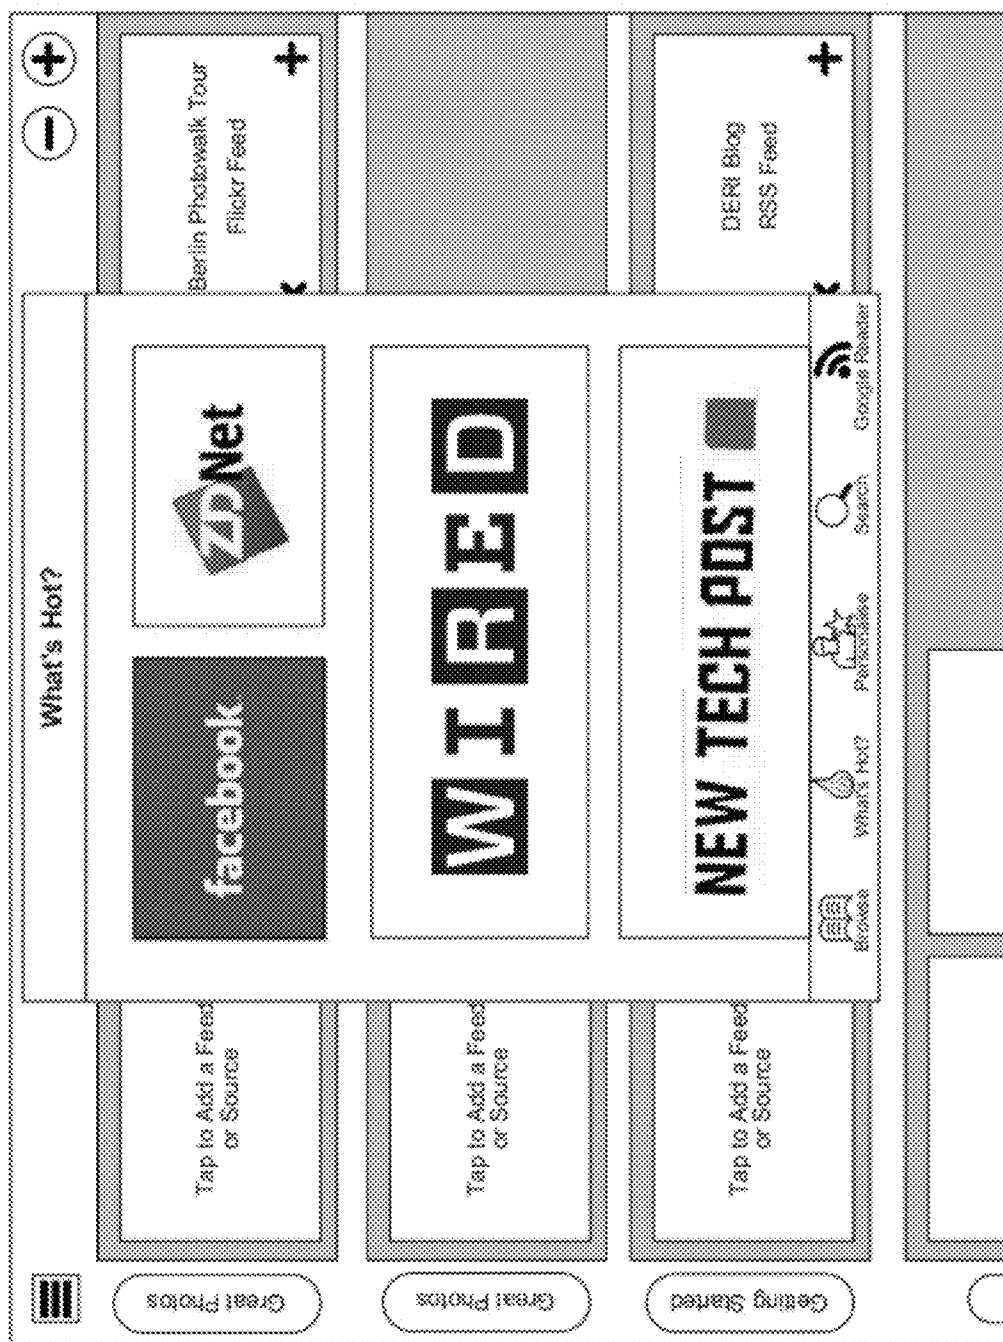 What's Hot?
Great Photos
Tap to Add a Feed
or Source
facebook
ZDNet
Berlin Photowalk Tour
Flickr Feed
Great Photos
Tap to Add a Feed
or Source
WIRED
Getting Started
Tap to Add a Feed
or Source
NEW TECH POST
DERI Blog
RSS Feed
Browse
What's Hot?
Personalise
Search
Google Reader